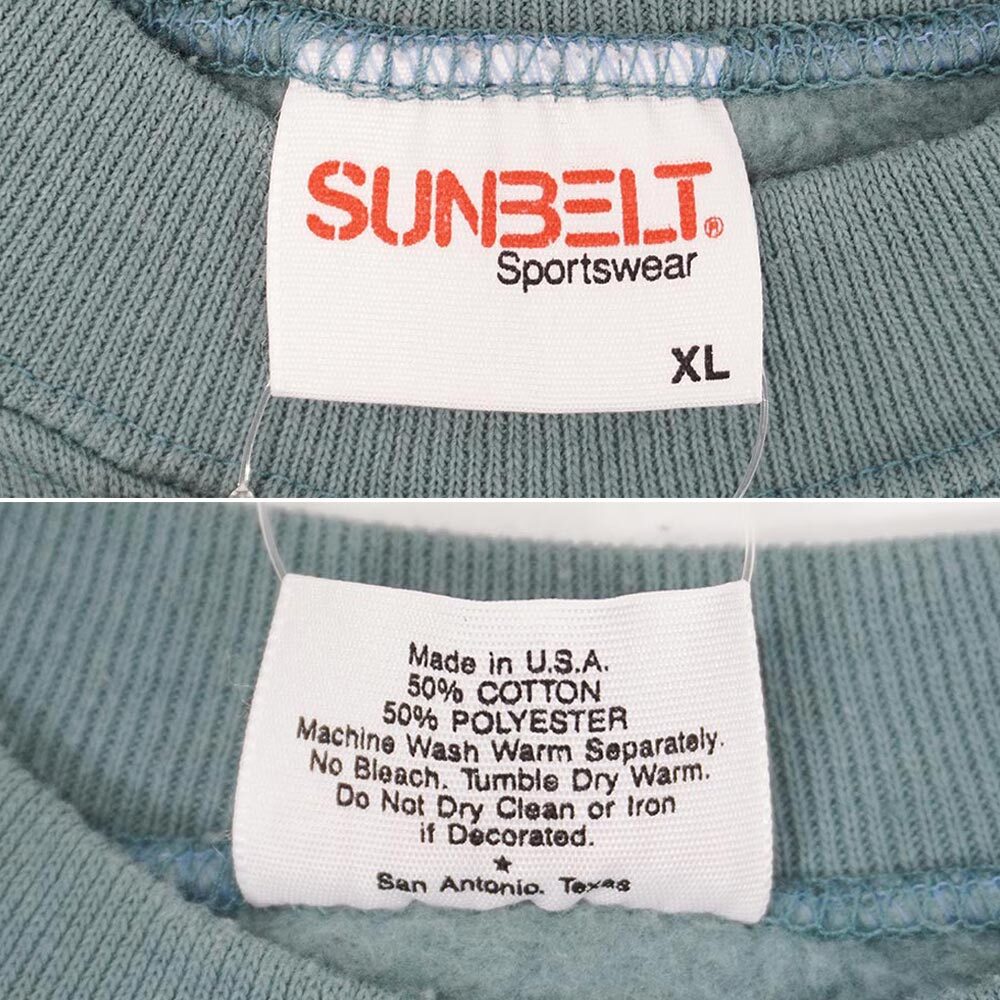 SUNBELT®
Sportswear
XL
Made in U.S.A.
50% COTTON
50% POLYESTER
Machine Wash Warm Separately.
No Bleach. Tumble Dry Warm.
Do Not Dry Clean or Iron
if Decorated.
★
San Antonio. Texas